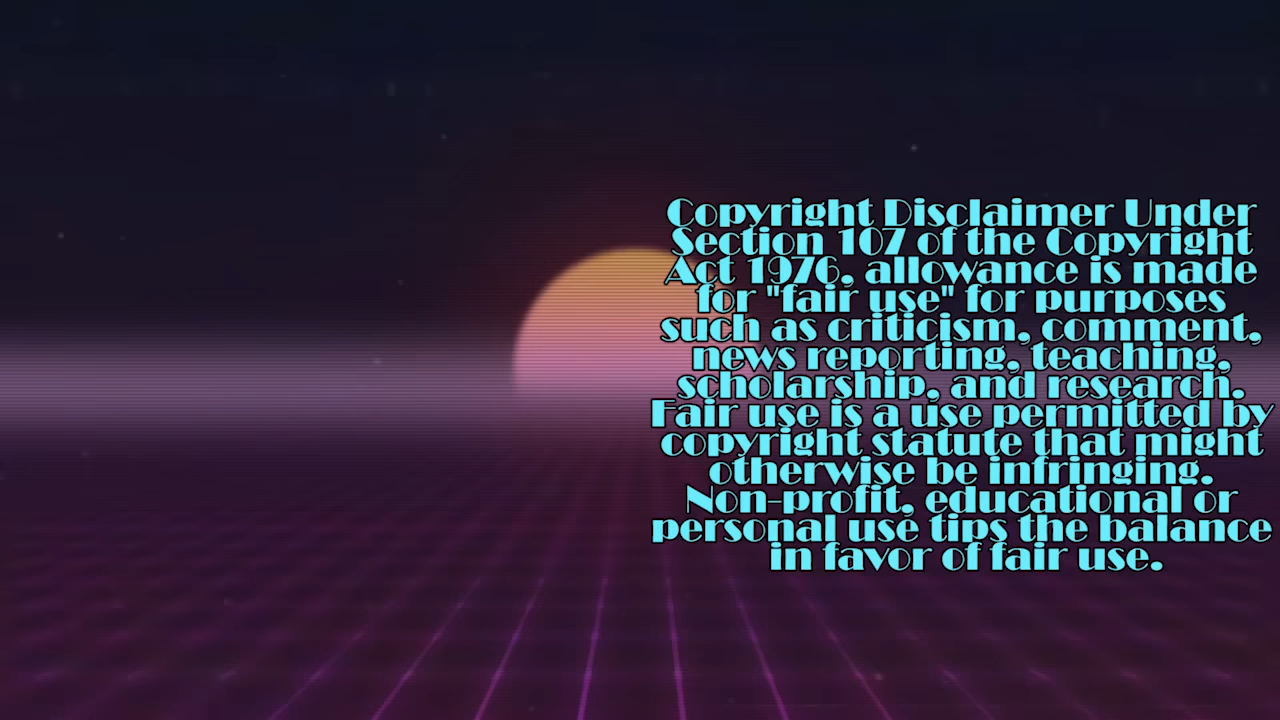 Copyright Disclaimer Under
Section 107 of the Copyright
Act 1976, allowance is made
for "fair use" for purposes
such as criticism, comment,
news reporting, teaching,
scholarship, and research.
Fair use is a use permitted by
copyright statute that might
otherwise be infringing.
Non-profit, educational or
personal use tips the balance
in favor of fair use.